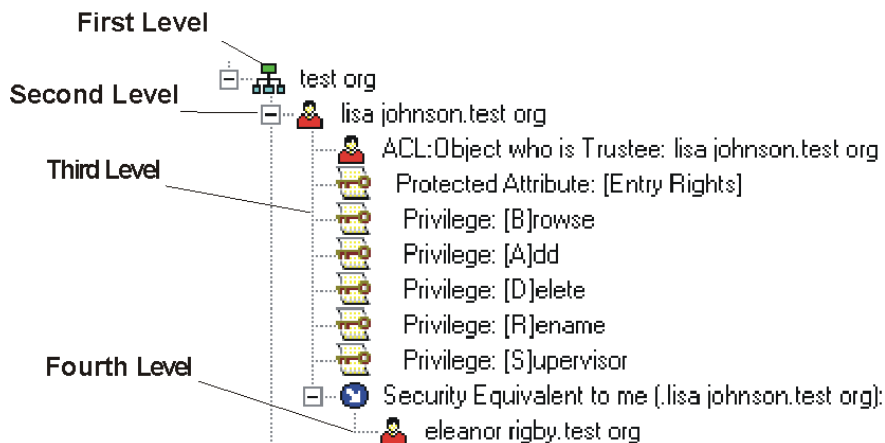 First Level
test org
Second Level
lisa johnson.test org
ACL:Object who is Trustee: lisa johnson.test org
Third Level
Protected Attribute: [Entry Rights]
Privilege: [B]rowse
Privilege: [A]dd
Privilege: [D]elete
Privilege: [R]ename
Privilege: [S]upervisor
Fourth Level
Security Equivalent to me (.lisa johnson.test org):
eleanor rigby.test org